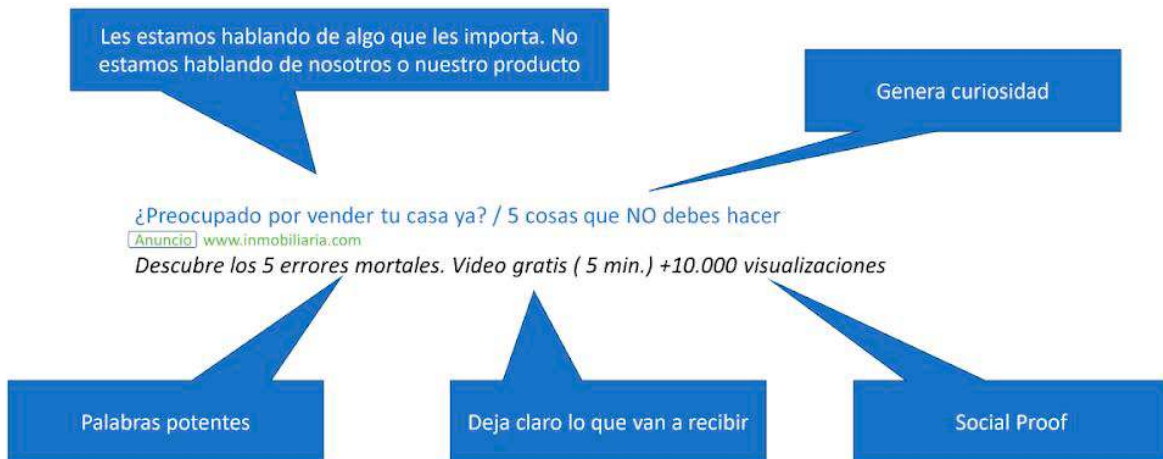 Les estamos hablando de algo que les importa. No
estamos hablando de nosotros o nuestro producto
Genera curiosidad
¿Preocupado por vender tu casa ya? / 5 cosas que NO debes hacer
Anuncio www.inmobiliaria.com
Descubre los 5 errores mortales. Video gratis ( 5 min.) +10.000 visualizaciones
Palabras potentes
Deja claro lo que van a recibir
Social Proof